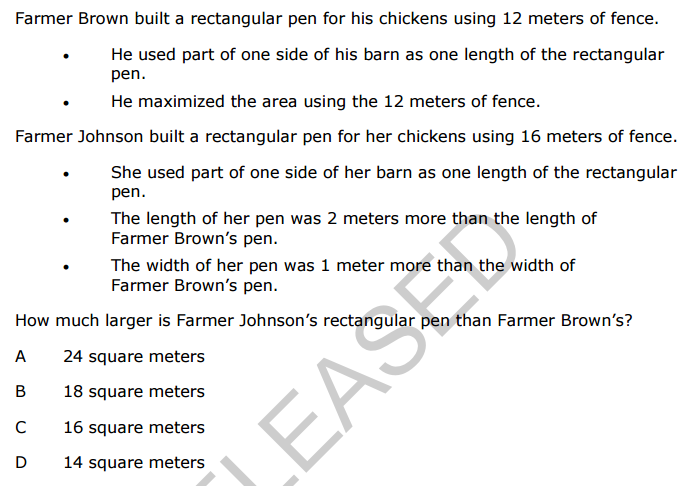 Farmer Brown built a rectangular pen for his chickens using 12 meters of fence.
• He used part of one side of his barn as one length of the rectangular
pen.
• He maximized the area using the 12 meters of fence.
Farmer Johnson built a rectangular pen for her chickens using 16 meters of fence.
• She used part of one side of her barn as one length of the rectangular
pen.
• The length of her pen was 2 meters more than the length of
Farmer Brown’s pen.
• The width of her pen was 1 meter more than the width of
Farmer Brown’s pen.
How much larger is Farmer Johnson’s rectangular pen than Farmer Brown’s?
A 24 square meters
B 18 square meters
C 16 square meters
D 14 square meters
LEASED